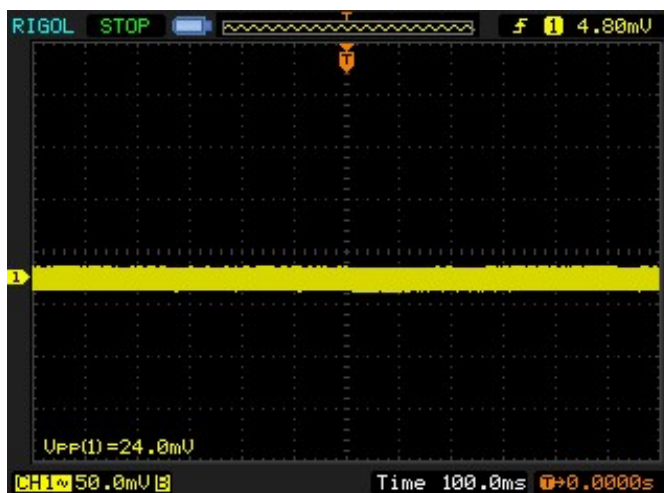 RIGOL STOP T f 1 4.80mV
T
1
Vpp(1)=24.0mV
CH1~50.0mV B Time 100.0ms T→0.0000s